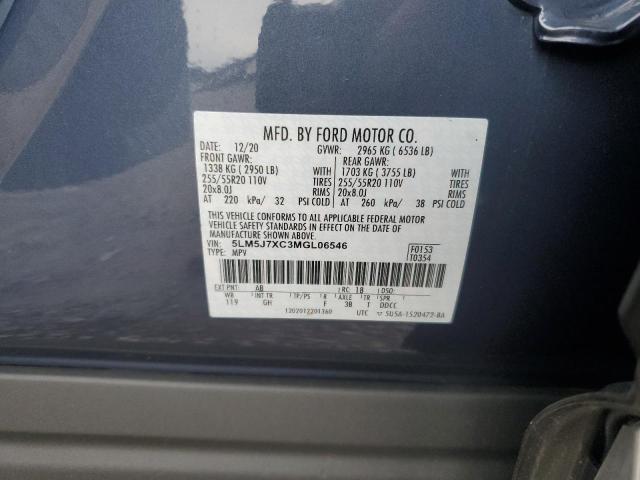 MFD. BY FORD MOTOR CO.
DATE: 12/20 GVWR: 2965 KG ( 6536 LB)
FRONT GAWR: REAR GAWR:
1338 KG ( 2950 LB) 1703 KG ( 3755 LB)
255/55R20 110V TIRES 255/55R20 110V TIRES
20x8.0J RIMS 20x8.0J RIMS
AT 220 kPa/ 32 PSI COLD AT 260 kPa/ 38 PSI COLD
THIS VEHICLE CONFORMS TO ALL APPLICABLE FEDERAL MOTOR
VEHICLE SAFETY STANDARDS IN EFFECT ON THE DATE OF
MANUFACTURE SHOWN ABOVE.
VIN: 5LM5J7XC3MGL06546 F0153
TYPE: MPV T0354
EXT PNT: AB RC: 18 DSO:
WB INT TR TP/PS R AXLE TR SPR
119 GH F 3B T DDCC
1202012201360 UTC 5U5A-1520472-BA